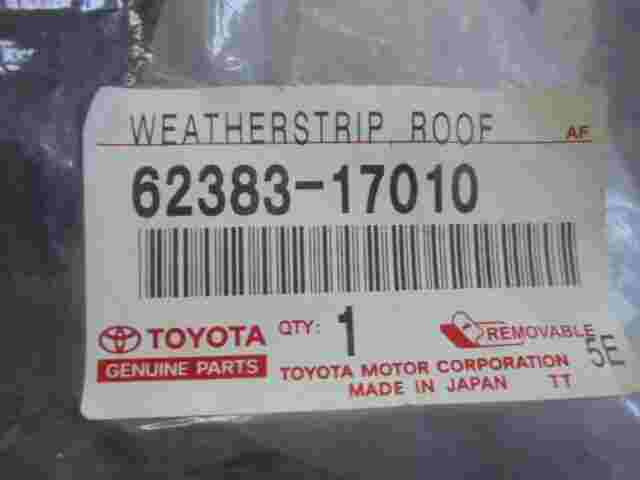 WEATHERSTRIP, ROOF AF
62383-17010
TOYOTA QTY: 1 REMOVABLE
GENUINE PARTS TOYOTA MOTOR CORPORATION 5E
MADE IN JAPAN TT